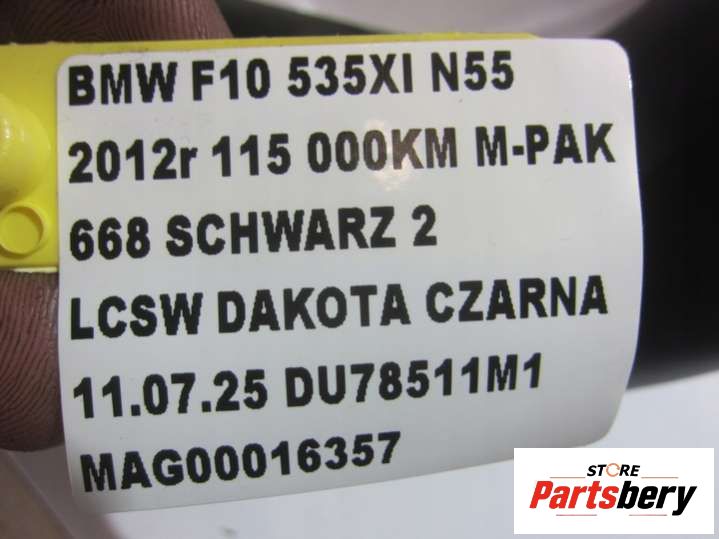 BMW F10 535XI N55
2012r 115 000KM M-PAK
668 SCHWARZ 2
LCSW DAKOTA CZARNA
11.07.25 DU78511M1
MAG00016357
STORE
Partsbery